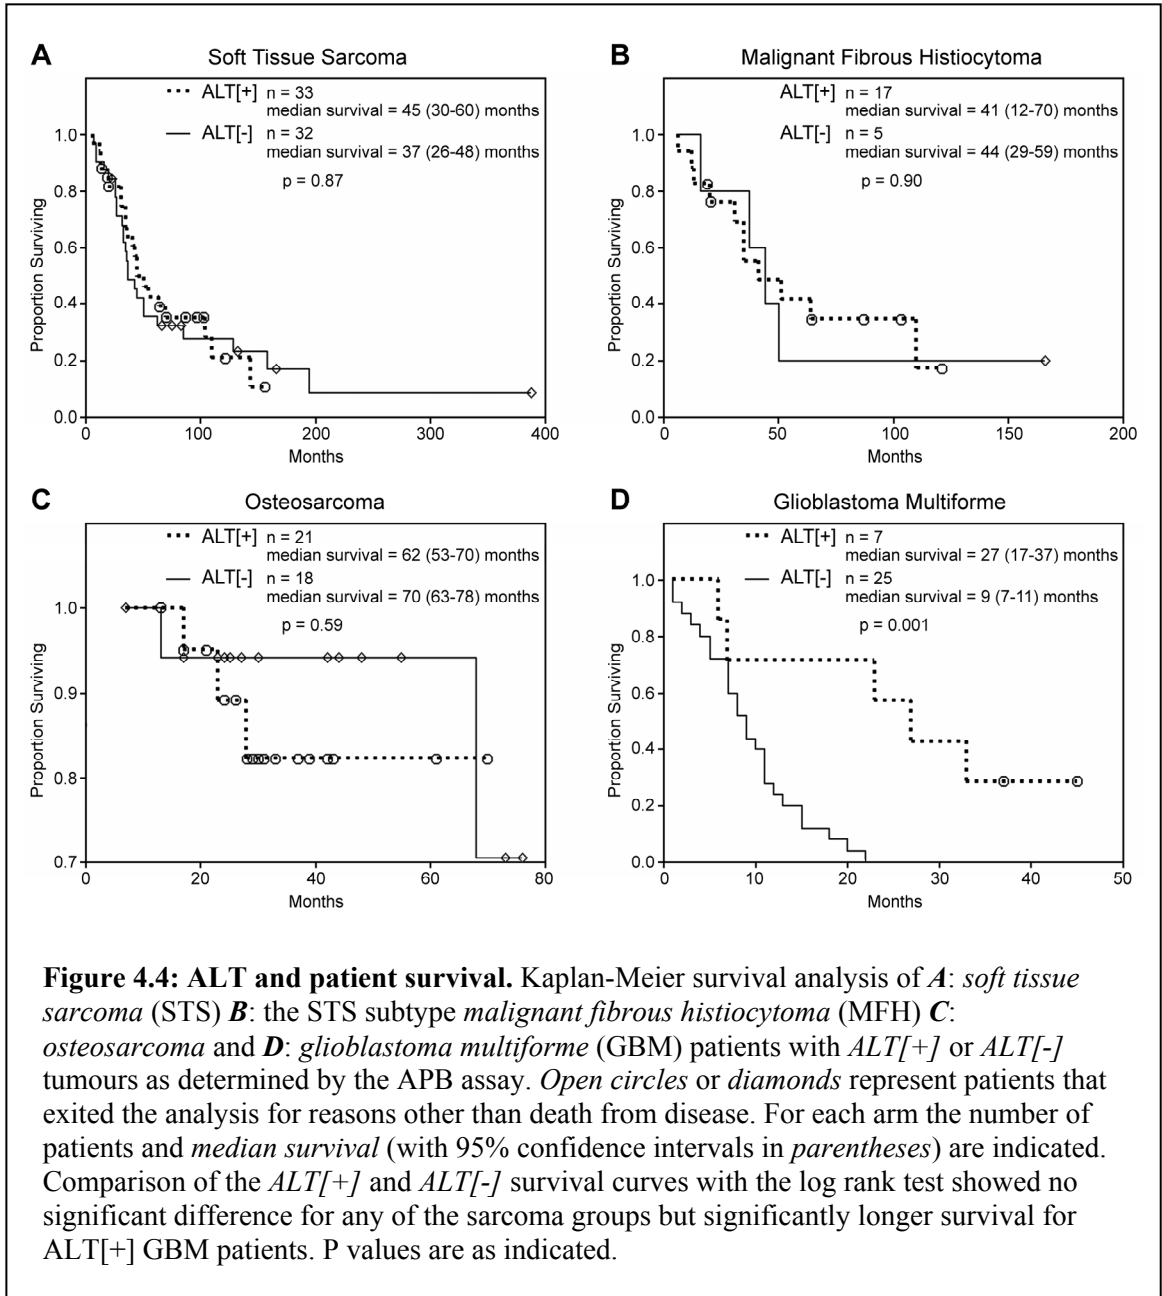 A
Soft Tissue Sarcoma
ALT[+] n = 33
median survival = 45 (30-60) months
ALT[-] n = 32
median survival = 37 (26-48) months
p = 0.87
Proportion Surviving
1.0
0.8
0.6
0.4
0.2
0.0
0 100 200 300 400
Months
B
Malignant Fibrous Histiocytoma
ALT[+] n = 17
median survival = 41 (12-70) months
ALT[-] n = 5
median survival = 44 (29-59) months
p = 0.90
Proportion Surviving
1.0
0.8
0.6
0.4
0.2
0.0
0 50 100 150 200
Months
C
Osteosarcoma
ALT[+] n = 21
median survival = 62 (53-70) months
ALT[-] n = 18
median survival = 70 (63-78) months
p = 0.59
Proportion Surviving
1.0
0.9
0.8
0.7
0 20 40 60 80
Months
D
Glioblastoma Multiforme
ALT[+] n = 7
median survival = 27 (17-37) months
ALT[-] n = 25
median survival = 9 (7-11) months
p = 0.001
Proportion Surviving
1.0
0.8
0.6
0.4
0.2
0.0
0 10 20 30 40 50
Months
Figure 4.4: ALT and patient survival. Kaplan-Meier survival analysis of A: soft tissue
sarcoma (STS) B: the STS subtype malignant fibrous histiocytoma (MFH) C:
osteosarcoma and D: glioblastoma multiforme (GBM) patients with ALT[+] or ALT[-]
tumours as determined by the APB assay. Open circles or diamonds represent patients that
exited the analysis for reasons other than death from disease. For each arm the number of
patients and median survival (with 95% confidence intervals in parentheses) are indicated.
Comparison of the ALT[+] and ALT[-] survival curves with the log rank test showed no
significant difference for any of the sarcoma groups but significantly longer survival for
ALT[+] GBM patients. P values are as indicated.